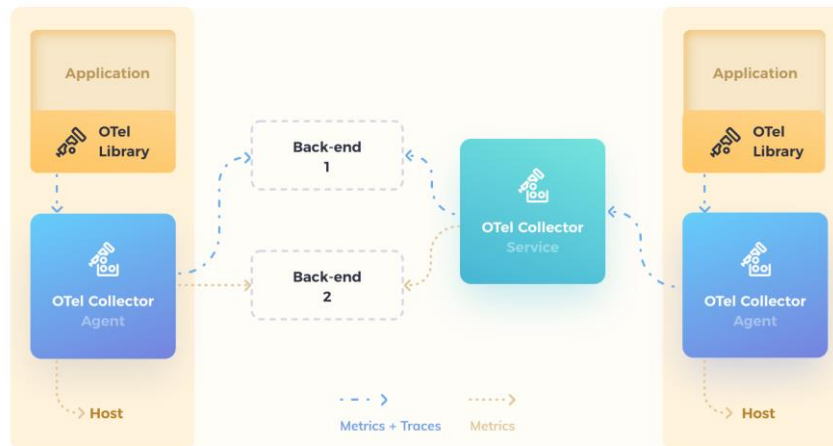 Application
OTel
Library
OTel Collector
Agent
Host
Back-end
1
Back-end
2
OTel Collector
Service
Application
OTel
Library
OTel Collector
Agent
Host
Metrics + Traces
Metrics